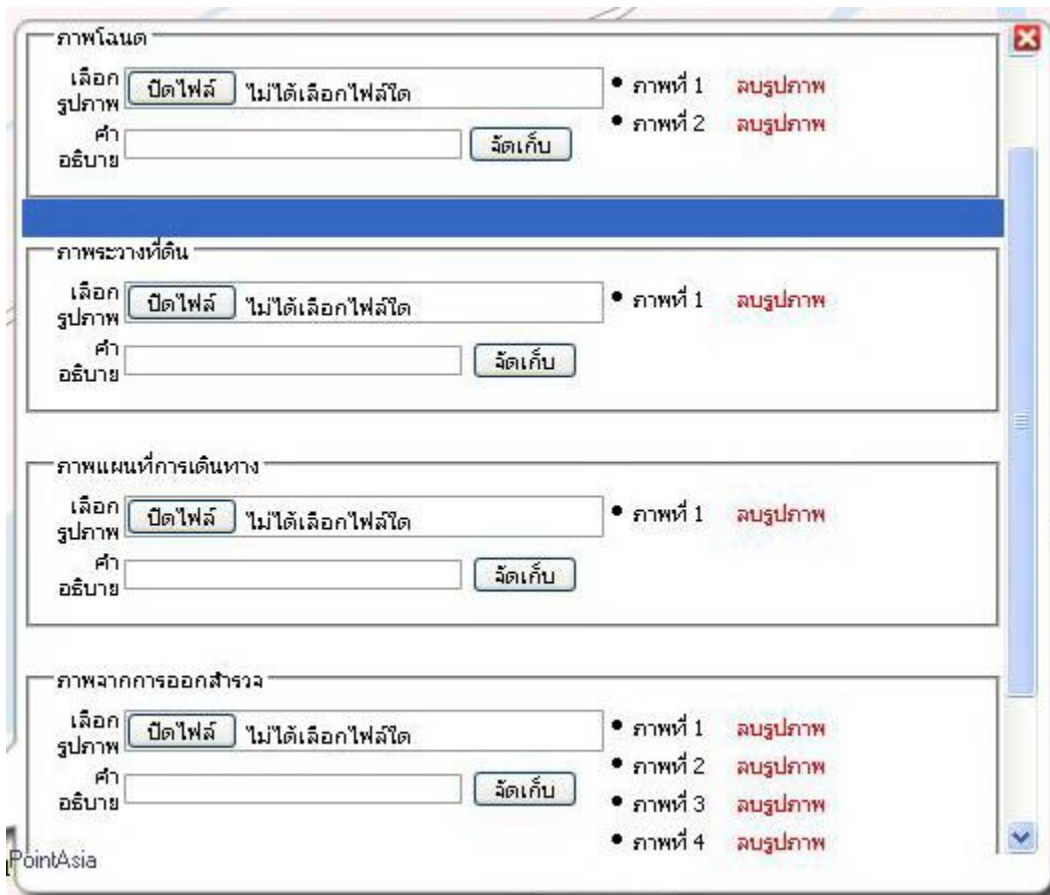 ภาพโฉนด
เลือกรูปภาพ ปิดไฟล์ ไม่ได้เลือกไฟล์ใด
คำอธิบาย จัดเก็บ
• ภาพที่ 1 ลบรูปภาพ
• ภาพที่ 2 ลบรูปภาพ
ภาพระวางที่ดิน
เลือกรูปภาพ ปิดไฟล์ ไม่ได้เลือกไฟล์ใด
คำอธิบาย จัดเก็บ
• ภาพที่ 1 ลบรูปภาพ
ภาพแผนที่การเดินทาง
เลือกรูปภาพ ปิดไฟล์ ไม่ได้เลือกไฟล์ใด
คำอธิบาย จัดเก็บ
• ภาพที่ 1 ลบรูปภาพ
ภาพจากการออกสำรวจ
เลือกรูปภาพ ปิดไฟล์ ไม่ได้เลือกไฟล์ใด
คำอธิบาย จัดเก็บ
• ภาพที่ 1 ลบรูปภาพ
• ภาพที่ 2 ลบรูปภาพ
• ภาพที่ 3 ลบรูปภาพ
• ภาพที่ 4 ลบรูปภาพ
PointAsia